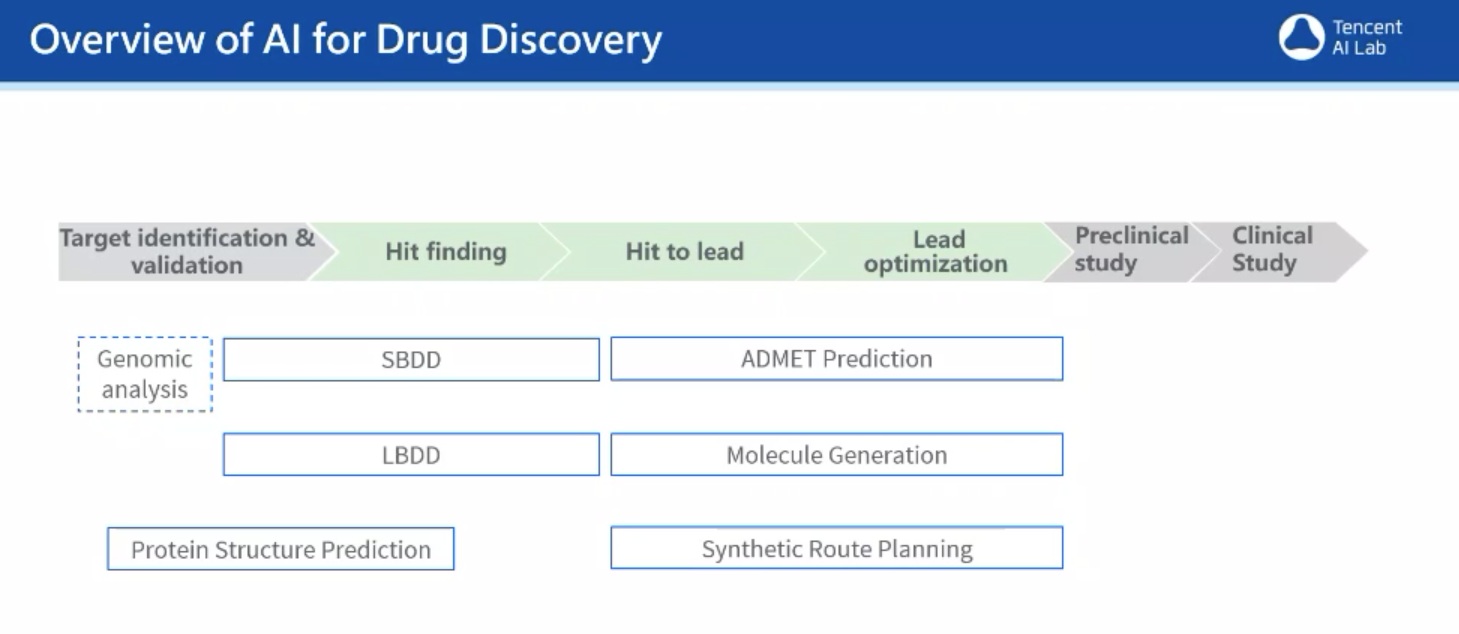 Overview of AI for Drug Discovery
Tencent
AI Lab
Target identification &
validation
Hit finding
Hit to lead
Lead
optimization
Preclinical
study
Clinical
Study
Genomic
analysis
SBDD
ADMET Prediction
LBDD
Molecule Generation
Protein Structure Prediction
Synthetic Route Planning